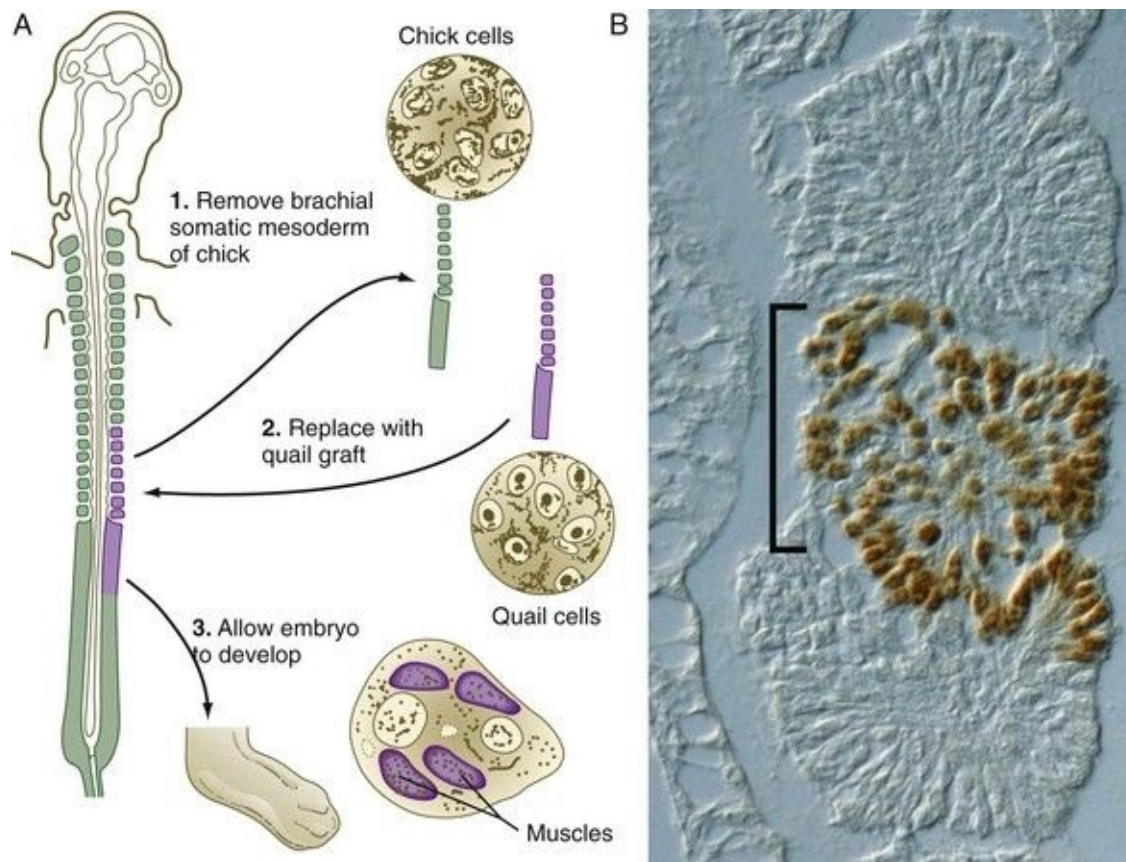 A
B
Chick cells
1. Remove brachial
somatic mesoderm
of chick
2. Replace with
quail graft
Quail cells
3. Allow embryo
to develop
Muscles